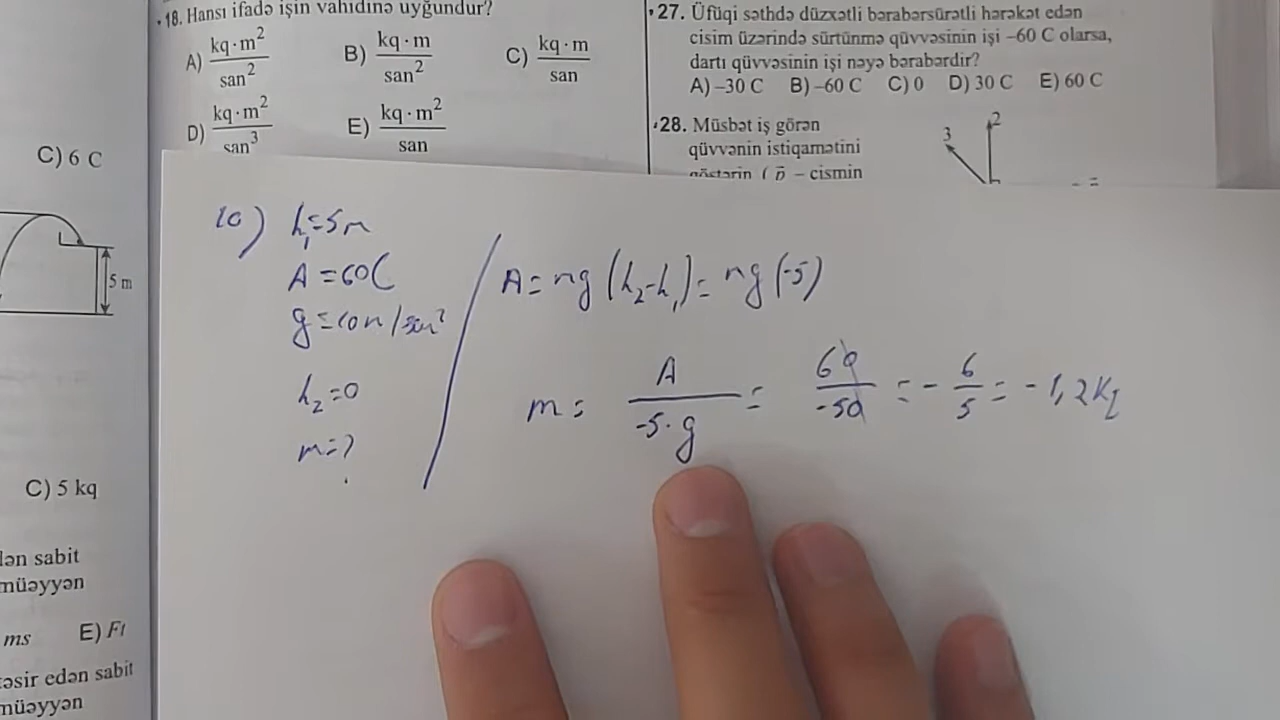 18. Hansı ifadə işin vahidinə uyğundur?
A) kq·m²/san² B) kq·m/san² C) kq·m/san
D) kq·m²/san³ E) kq·m²/san
27. Üfüqi səthdə düzxətli bərabərsürətli hərəkət edən
cisim üzərində sürtünmə qüvvəsinin işi –60 C olarsa,
dartı qüvvəsinin işi nəyə bərabərdir?
A) –30 C B) –60 C C) 0 D) 30 C E) 60 C
28. Müsbət iş görən
qüvvənin istiqamətini
göstərin ( p̄ – cismin
3
2
C) 6 C
5 m
C) 5 kq
lən sabit
müəyyən
ms E) Ft
təsir edən sabit
müəyyən
10) h₁=5m
A=60C
g=10m/san²
h₂=0
m=?
A=mg(h₂-h₁)=mg(-5)
m= A/-5·g = 60/-50 = -6/5 = -1,2kq